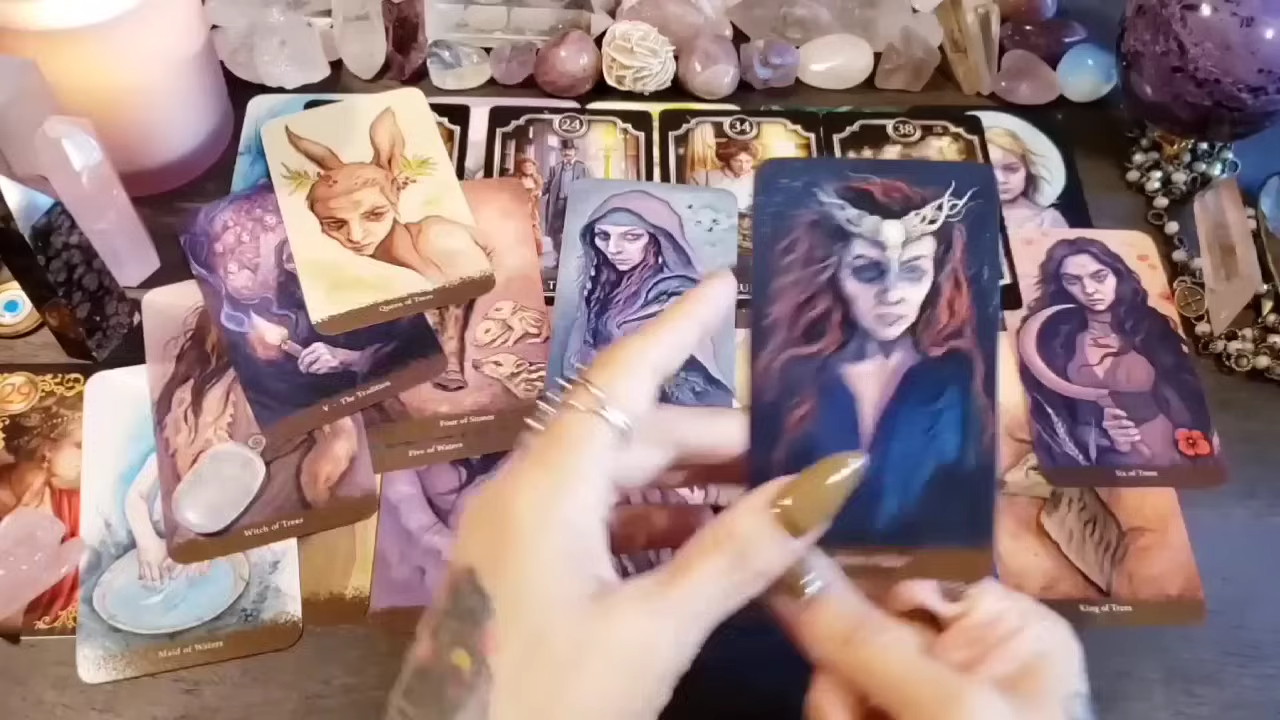 24
34
38
Queen of Trees
29
V - The Tradition
Four of Stones
Five of Waters
Six of Trees
Witch of Trees
King of Trees
Maid of Waters